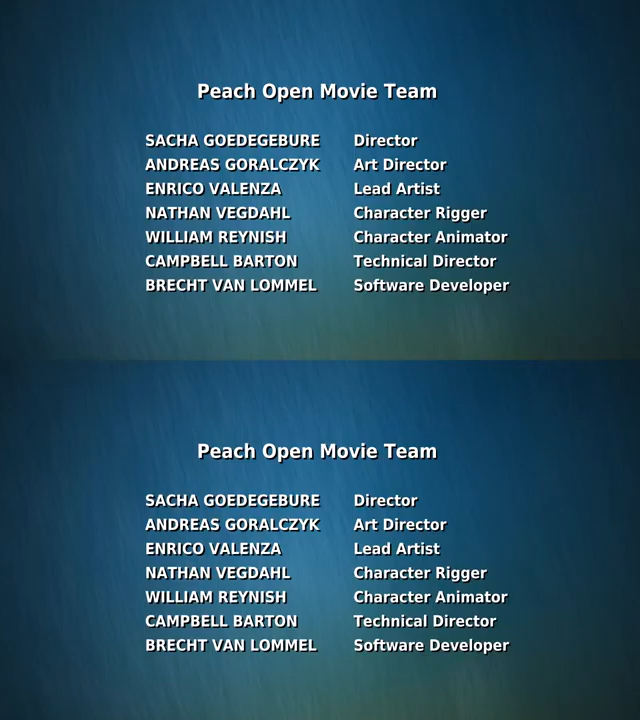 Peach Open Movie Team
SACHA GOEDEGEBURE Director
ANDREAS GORALCZYK Art Director
ENRICO VALENZA Lead Artist
NATHAN VEGDAHL Character Rigger
WILLIAM REYNISH Character Animator
CAMPBELL BARTON Technical Director
BRECHT VAN LOMMEL Software Developer
Peach Open Movie Team
SACHA GOEDEGEBURE Director
ANDREAS GORALCZYK Art Director
ENRICO VALENZA Lead Artist
NATHAN VEGDAHL Character Rigger
WILLIAM REYNISH Character Animator
CAMPBELL BARTON Technical Director
BRECHT VAN LOMMEL Software Developer